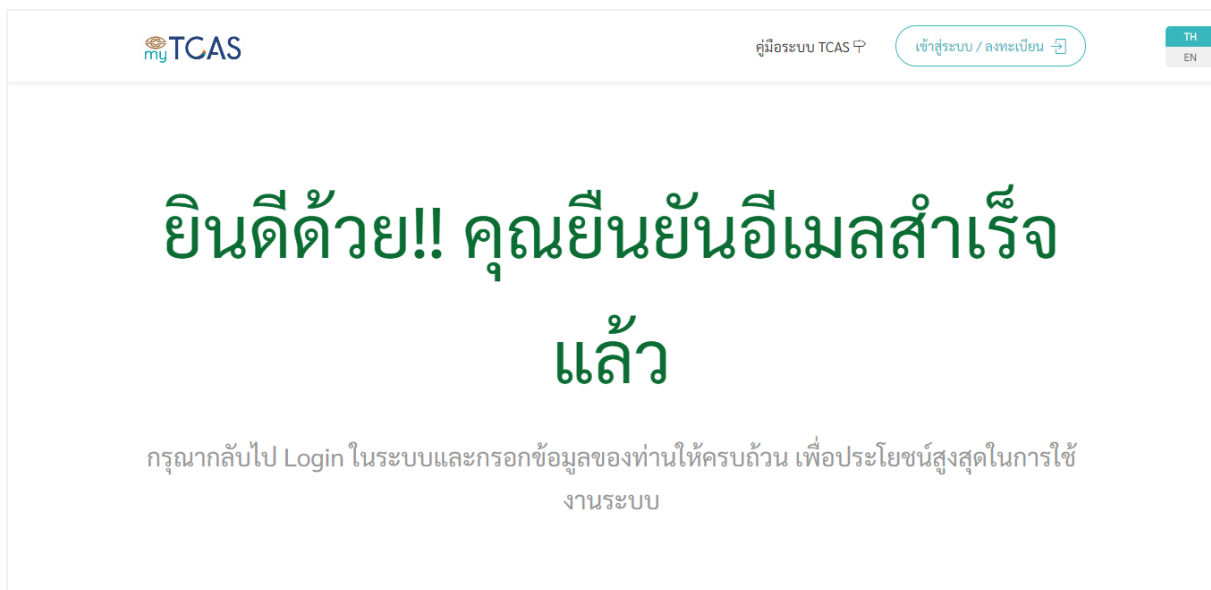 myTCAS
คู่มือระบบ TCAS
เข้าสู่ระบบ / ลงทะเบียน
TH
EN
ยินดีด้วย!! คุณยืนยันอีเมลสำเร็จ
แล้ว
กรุณากลับไป Login ในระบบและกรอกข้อมูลของท่านให้ครบถ้วน เพื่อประโยชน์สูงสุดในการใช้
งานระบบ